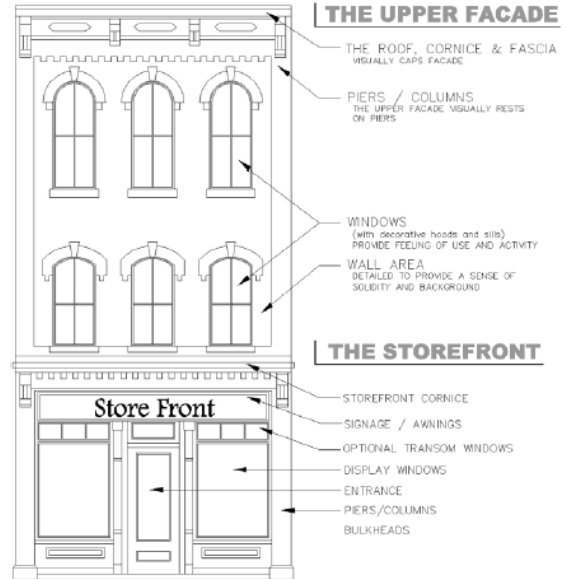 THE UPPER FACADE
THE ROOF, CORNICE & FASCIA
VISUALLY CAPS FACADE
PIERS / COLUMNS
THE UPPER FACADE VISUALLY RESTS
ON PIERS
WINDOWS
(with decorative hoods and sills)
PROVIDE FEELING OF USE AND ACTIVITY
WALL AREA
DETAILED TO PROVIDE A SENSE OF
SOLIDITY AND BACKGROUND
THE STOREFRONT
STOREFRONT CORNICE
Store Front
SIGNAGE / AWNINGS
OPTIONAL TRANSOM WINDOWS
DISPLAY WINDOWS
ENTRANCE
PIERS/COLUMNS
BULKHEADS